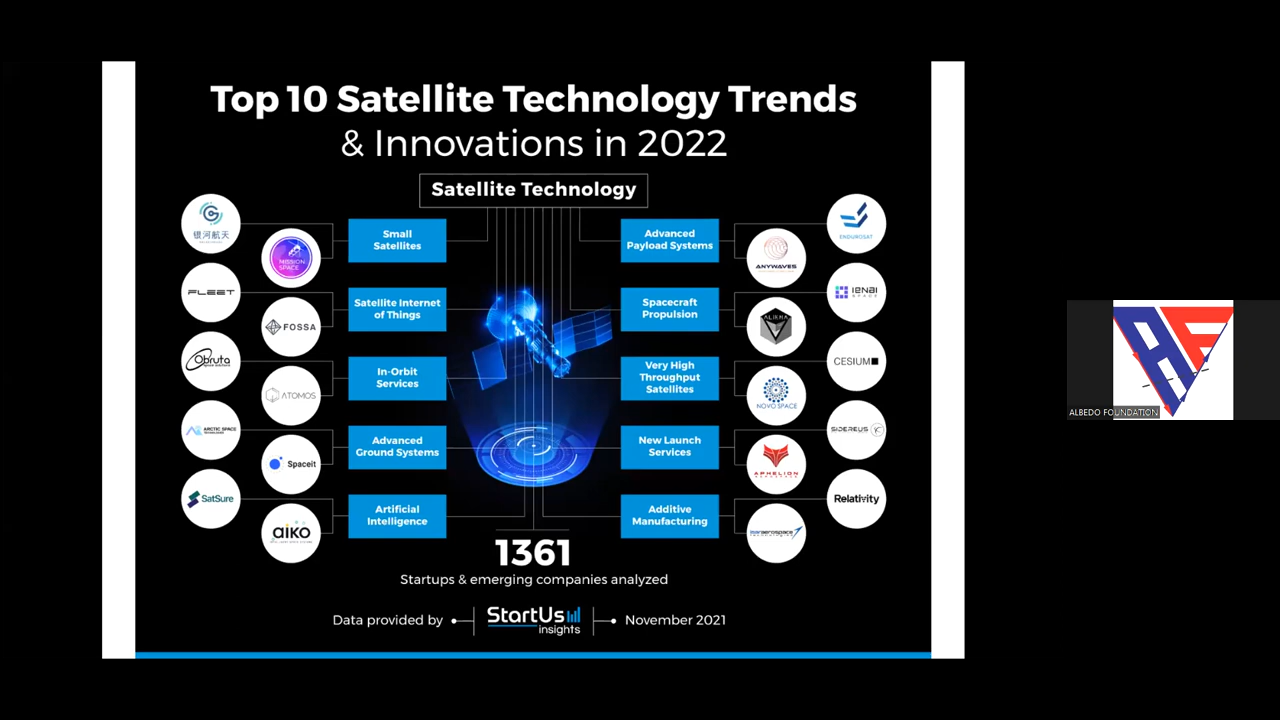 Top 10 Satellite Technology Trends
& Innovations in 2022
Satellite Technology
银河航天
MISSION
SPACE
Small
Satellites
Advanced
Payload Systems
ENDUROSAT
ANYWAVES
FLEET
FOSSA
Satellite Internet
of Things
Spacecraft
Propulsion
IENAI
SPACE
ALIENA
Obruta
ATOMOS
In-Orbit
Services
Very High
Throughput
Satellites
CESIUM
NOVO SPACE
ARCTIC SPACE
TECHNOLOGIES
Spaceit
Advanced
Ground Systems
New Launch
Services
SIDEREUS
APHELION
AEROSPACE
SatSure
aiko
Artificial
Intelligence
Additive
Manufacturing
Relativity
1361
Startups & emerging companies analyzed
Data provided by
StartUs
insights
November 2021
AF
ALBEDO FOUNDATION